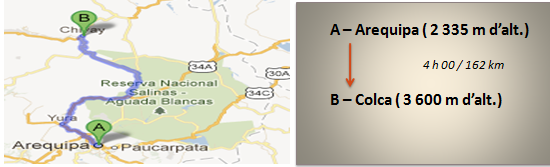 B
Chivay
34A
30A
Reserva Nacional
Salinas -
Aguada Blancas
34C
Yura
A
Arequipa
Paucarpata
A – Arequipa ( 2 335 m d'alt.)
4 h 00 / 162 km
B – Colca ( 3 600 m d'alt.)